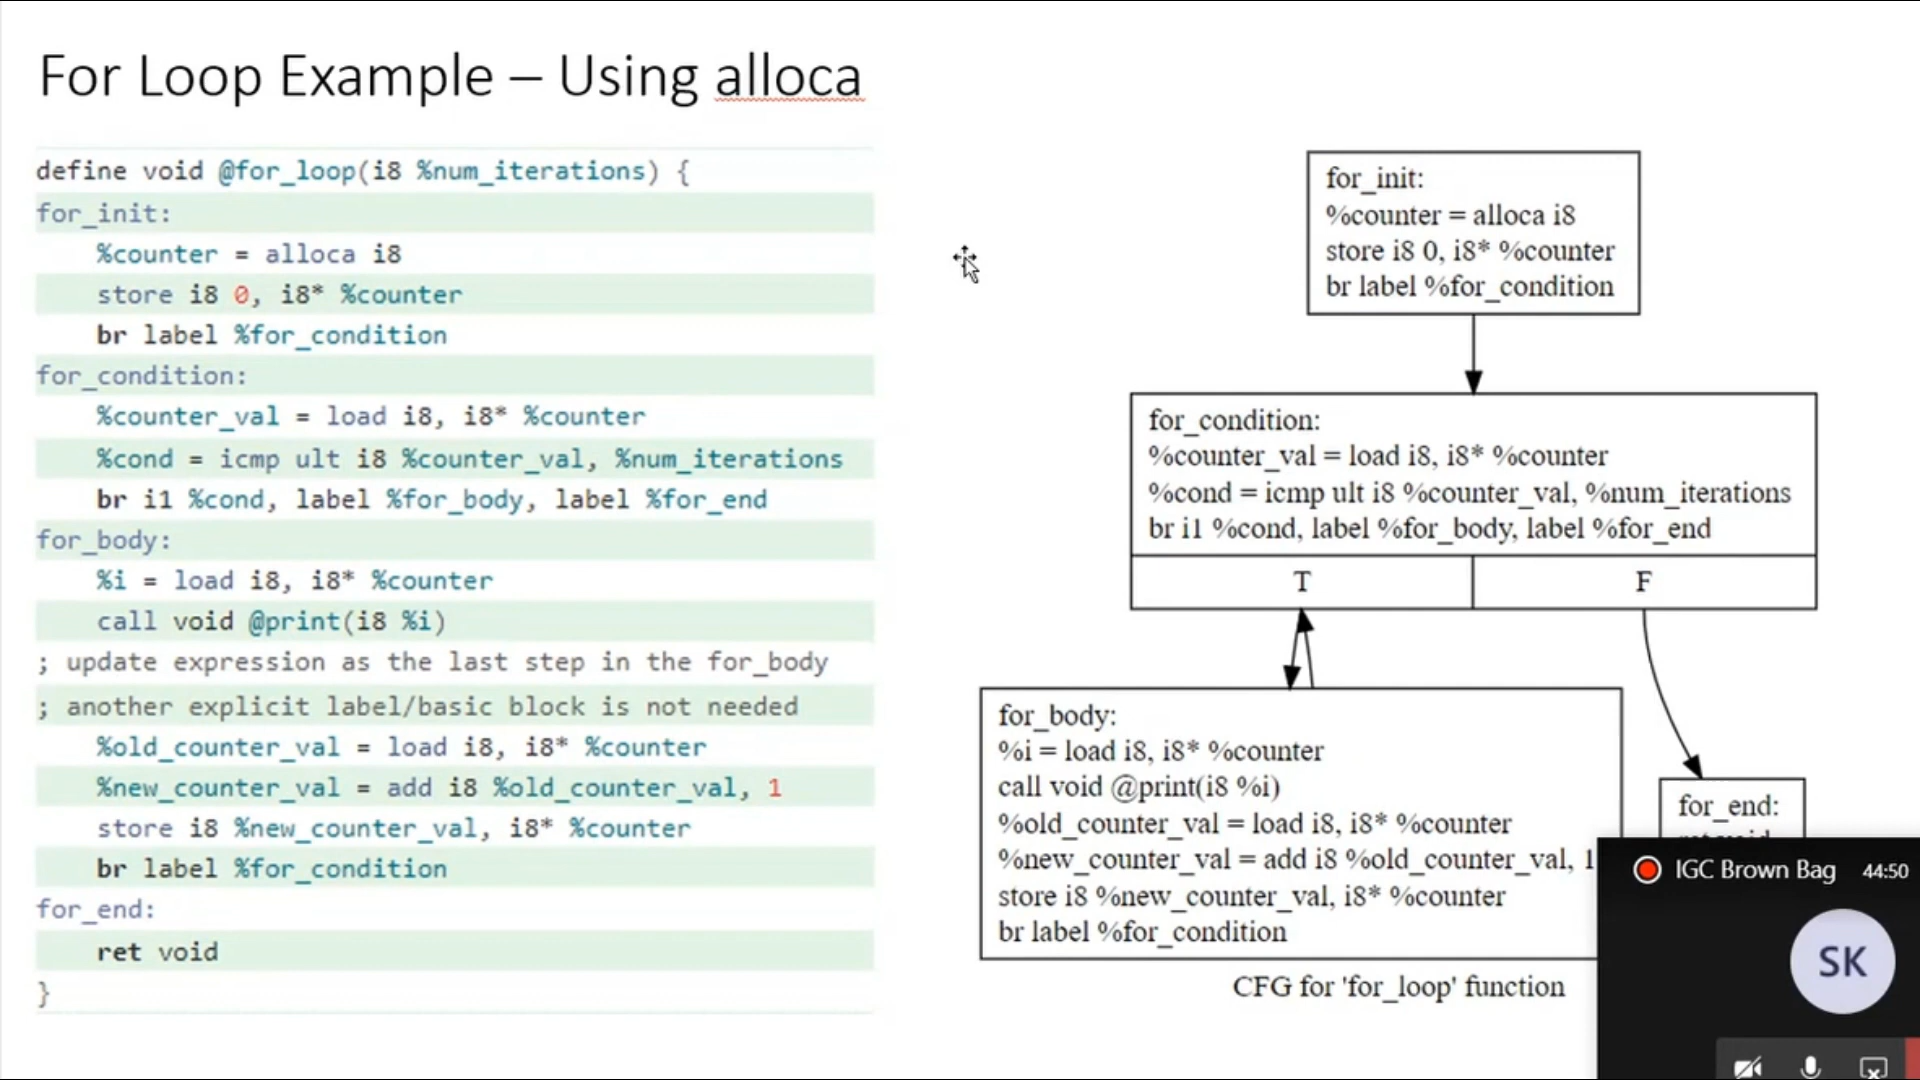 For Loop Example – Using alloca
define void @for_loop(i8 %num_iterations) {
for_init:
%counter = alloca i8
store i8 0, i8* %counter
br label %for_condition
for_condition:
%counter_val = load i8, i8* %counter
%cond = icmp ult i8 %counter_val, %num_iterations
br i1 %cond, label %for_body, label %for_end
for_body:
%i = load i8, i8* %counter
call void @print(i8 %i)
; update expression as the last step in the for_body
; another explicit label/basic block is not needed
%old_counter_val = load i8, i8* %counter
%new_counter_val = add i8 %old_counter_val, 1
store i8 %new_counter_val, i8* %counter
br label %for_condition
for_end:
ret void
}
for_init:
%counter = alloca i8
store i8 0, i8* %counter
br label %for_condition
for_condition:
%counter_val = load i8, i8* %counter
%cond = icmp ult i8 %counter_val, %num_iterations
br i1 %cond, label %for_body, label %for_end
T
F
for_body:
%i = load i8, i8* %counter
call void @print(i8 %i)
%old_counter_val = load i8, i8* %counter
%new_counter_val = add i8 %old_counter_val, 1
store i8 %new_counter_val, i8* %counter
br label %for_condition
for_end:
CFG for 'for_loop' function
IGC Brown Bag 44:50
SK